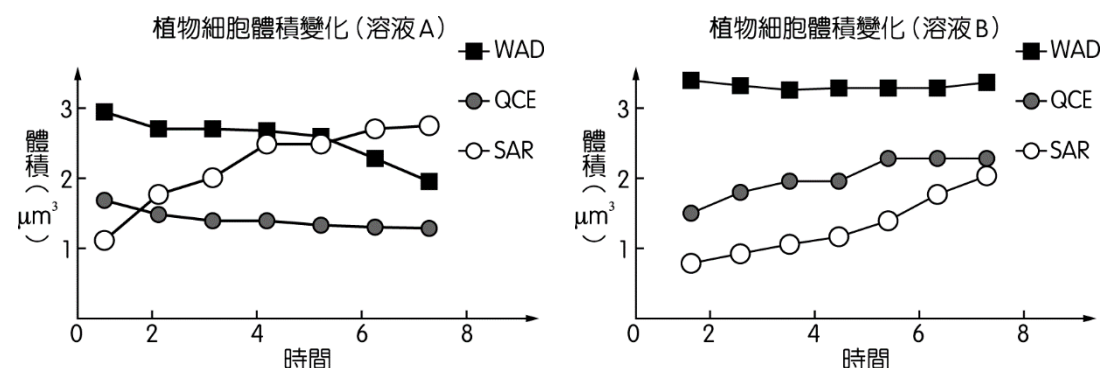 植物細胞體積變化(溶液A)
WAD
QCE
SAR
體積(μm³)
3
2
1
0 2 4 6 8
時間
植物細胞體積變化(溶液B)
WAD
QCE
SAR
體積(μm³)
3
2
1
0 2 4 6 8
時間